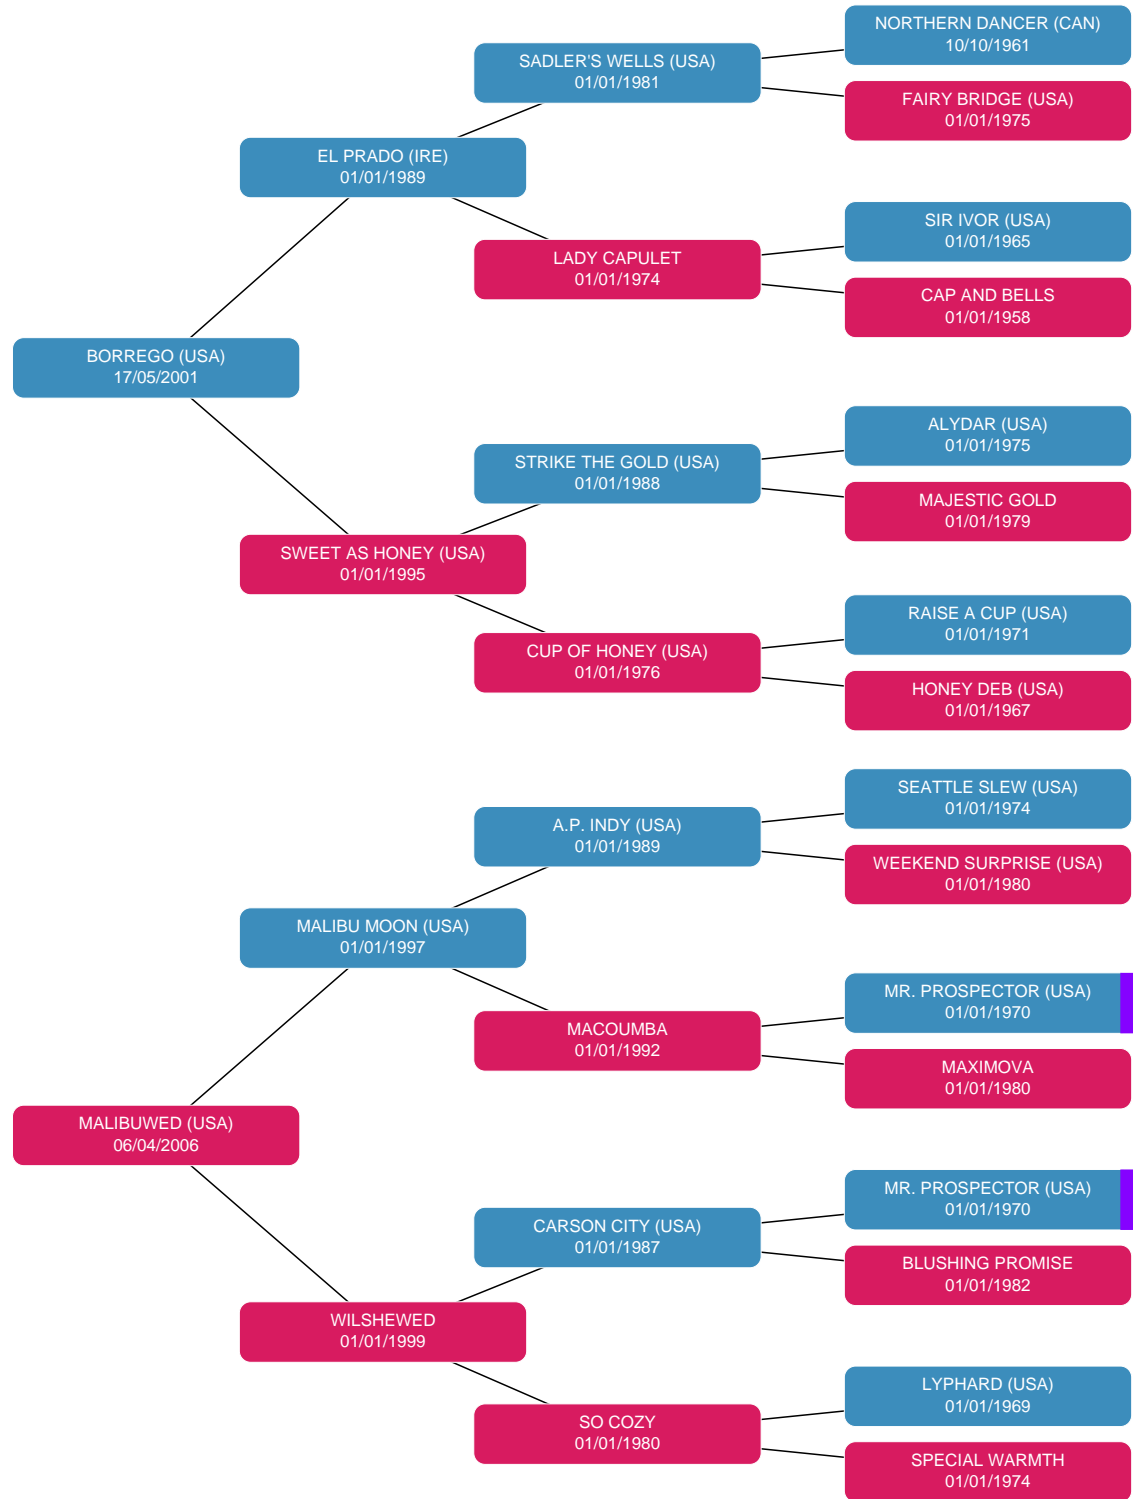 NORTHERN DANCER (CAN)
10/10/1961
SADLER'S WELLS (USA)
01/01/1981
FAIRY BRIDGE (USA)
01/01/1975
EL PRADO (IRE)
01/01/1989
SIR IVOR (USA)
01/01/1965
LADY CAPULET
01/01/1974
CAP AND BELLS
01/01/1958
BORREGO (USA)
17/05/2001
ALYDAR (USA)
01/01/1975
STRIKE THE GOLD (USA)
01/01/1988
MAJESTIC GOLD
01/01/1979
SWEET AS HONEY (USA)
01/01/1995
RAISE A CUP (USA)
01/01/1971
CUP OF HONEY (USA)
01/01/1976
HONEY DEB (USA)
01/01/1967
SEATTLE SLEW (USA)
01/01/1974
A.P. INDY (USA)
01/01/1989
WEEKEND SURPRISE (USA)
01/01/1980
MALIBU MOON (USA)
01/01/1997
MR. PROSPECTOR (USA)
01/01/1970
MACOUMBA
01/01/1992
MAXIMOVA
01/01/1980
MALIBUWED (USA)
06/04/2006
MR. PROSPECTOR (USA)
01/01/1970
CARSON CITY (USA)
01/01/1987
BLUSHING PROMISE
01/01/1982
WILSHEWED
01/01/1999
LYPHARD (USA)
01/01/1969
SO COZY
01/01/1980
SPECIAL WARMTH
01/01/1974